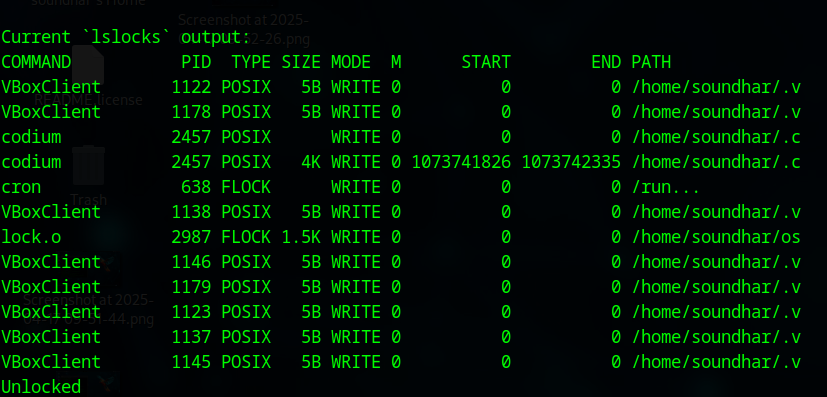 soundhar's Home
Screenshot at 2025-
Current `lslocks` output:
2-26.png
COMMAND PID TYPE SIZE MODE M START END PATH
VBoxClient 1122 POSIX 5B WRITE 0 0 0 /home/soundhar/.v
README.license
VBoxClient 1178 POSIX 5B WRITE 0 0 0 /home/soundhar/.v
codium 2457 POSIX WRITE 0 0 0 /home/soundhar/.c
codium 2457 POSIX 4K WRITE 0 1073741826 1073742335 /home/soundhar/.c
cron 638 FLOCK WRITE 0 0 0 /run...
Trash
VBoxClient 1138 POSIX 5B WRITE 0 0 0 /home/soundhar/.v
lock.o 2987 FLOCK 1.5K WRITE 0 0 0 /home/soundhar/os
VBoxClient 1146 POSIX 5B WRITE 0 0 0 /home/soundhar/.v
VBoxClient 1179 POSIX 5B WRITE 0 0 0 /home/soundhar/.v
Screenshot at 2025-
VBoxClient 1123 POSIX 5B WRITE 0 0 0 /home/soundhar/.v
VBoxClient 1137 POSIX 5B WRITE 0 0 0 /home/soundhar/.v
VBoxClient 1145 POSIX 5B WRITE 0 0 0 /home/soundhar/.v
Unlocked